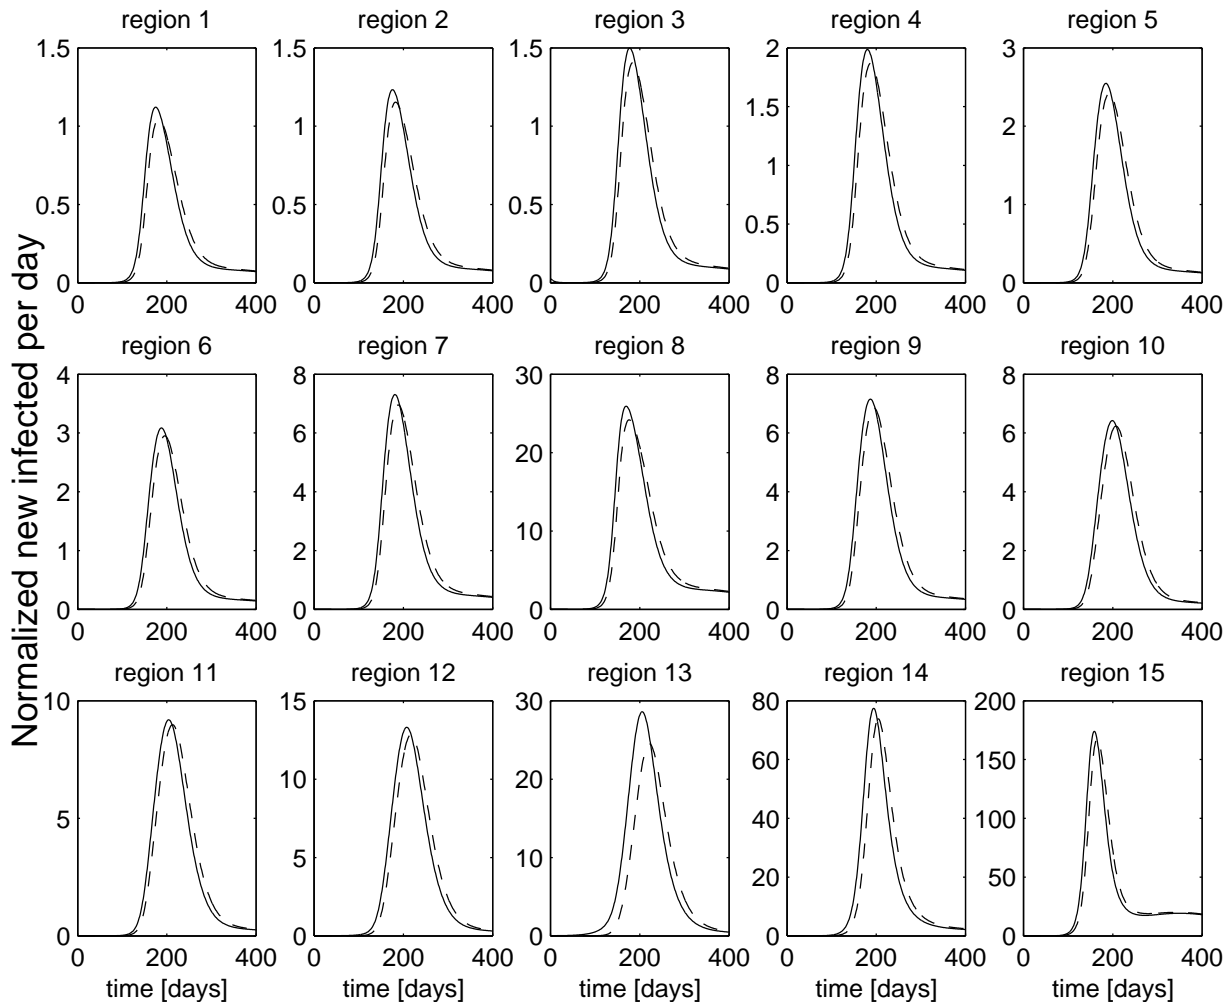 region 1
region 2
region 3
region 4
region 5
1.5
1
0.5
0
0 200 400
1.5
1
0.5
0
0 200 400
1.5
1
0.5
0
0 200 400
2
1.5
1
0.5
0
0 200 400
3
2
1
0
0 200 400
Normalized new infected per day
region 6
region 7
region 8
region 9
region 10
4
3
2
1
0
0 200 400
8
6
4
2
0
0 200 400
30
20
10
0
0 200 400
8
6
4
2
0
0 200 400
8
6
4
2
0
0 200 400
region 11
region 12
region 13
region 14
region 15
10
5
0
0 200 400
time [days]
15
10
5
0
0 200 400
time [days]
30
20
10
0
0 200 400
time [days]
80
60
40
20
0
0 200 400
time [days]
200
150
100
50
0
0 200 400
time [days]